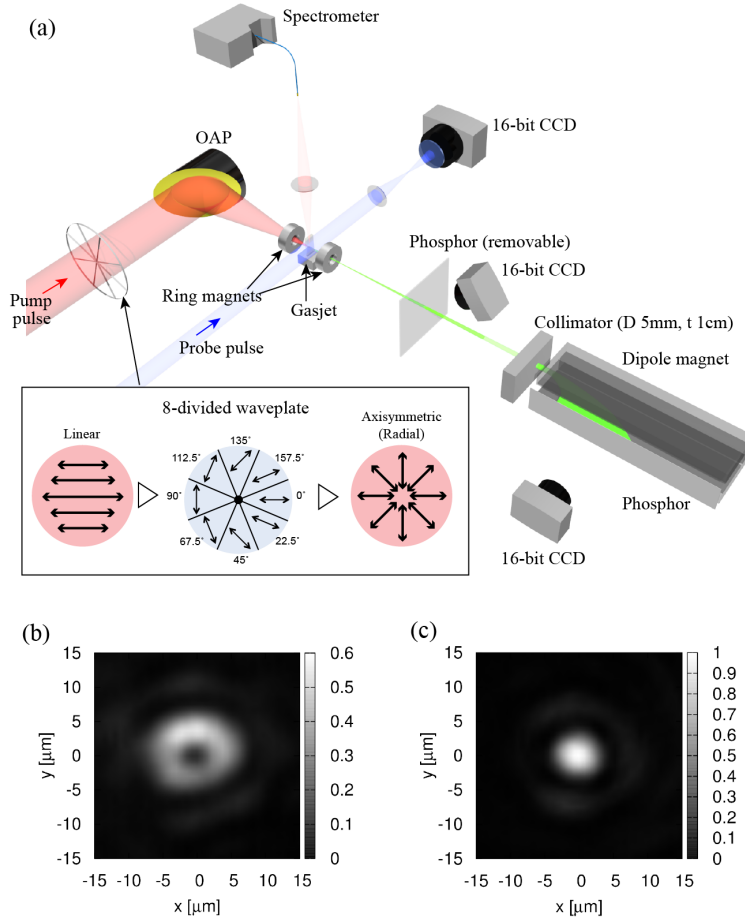 (a)
Spectrometer
16-bit CCD
OAP
Phosphor (removable)
16-bit CCD
Ring magnets
Gasjet
Pump
pulse
Probe pulse
Collimator (D 5mm, t 1cm)
Dipole magnet
8-divided waveplate
Linear
Axisymmetric
(Radial)
135˚
112.5˚
157.5˚
90˚
0˚
67.5˚
22.5˚
45˚
Phosphor
16-bit CCD
(b)
15
10
5
0
-5
-10
-15
y [μm]
-15 -10 -5 0 5 10 15
x [μm]
0.6
0.5
0.4
0.3
0.2
0.1
0
(c)
15
10
5
0
-5
-10
-15
y [μm]
-15 -10 -5 0 5 10 15
x [μm]
1
0.9
0.8
0.7
0.6
0.5
0.4
0.3
0.2
0.1
0